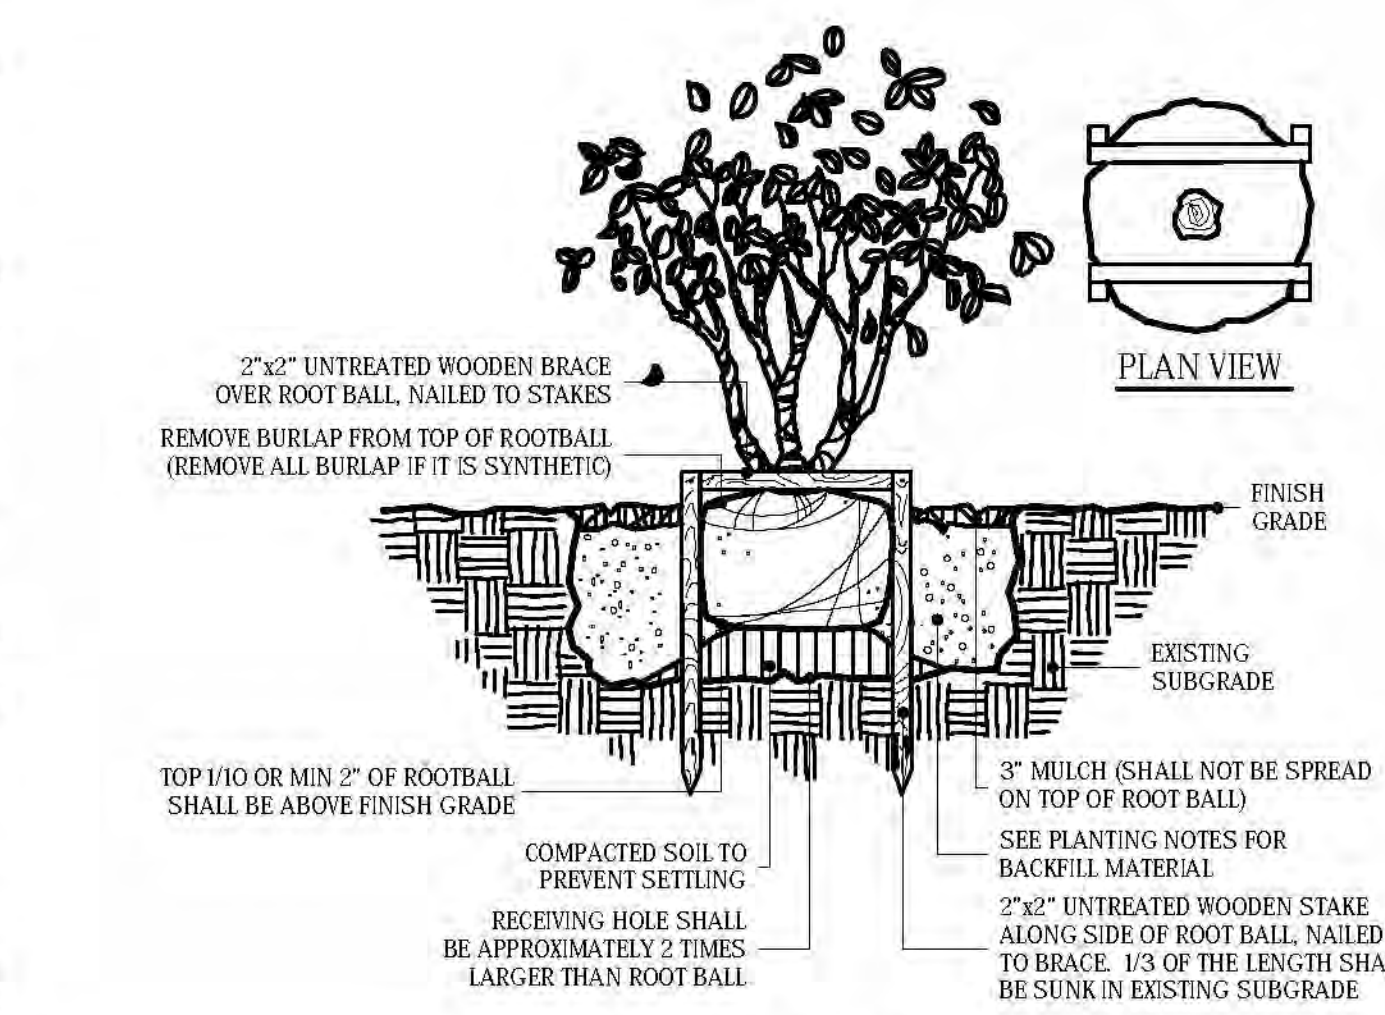 PLAN VIEW
2"x2" UNTREATED WOODEN BRACE
OVER ROOT BALL, NAILED TO STAKES
REMOVE BURLAP FROM TOP OF ROOTBALL
(REMOVE ALL BURLAP IF IT IS SYNTHETIC)
FINISH
GRADE
EXISTING
SUBGRADE
TOP 1/10 OR MIN 2" OF ROOTBALL
SHALL BE ABOVE FINISH GRADE
COMPACTED SOIL TO
PREVENT SETTLING
RECEIVING HOLE SHALL
BE APPROXIMATELY 2 TIMES
LARGER THAN ROOT BALL
3" MULCH (SHALL NOT BE SPREAD
ON TOP OF ROOT BALL)
SEE PLANTING NOTES FOR
BACKFILL MATERIAL
2"x2" UNTREATED WOODEN STAKE
ALONG SIDE OF ROOT BALL, NAILED
TO BRACE. 1/3 OF THE LENGTH SHA
BE SUNK IN EXISTING SUBGRADE